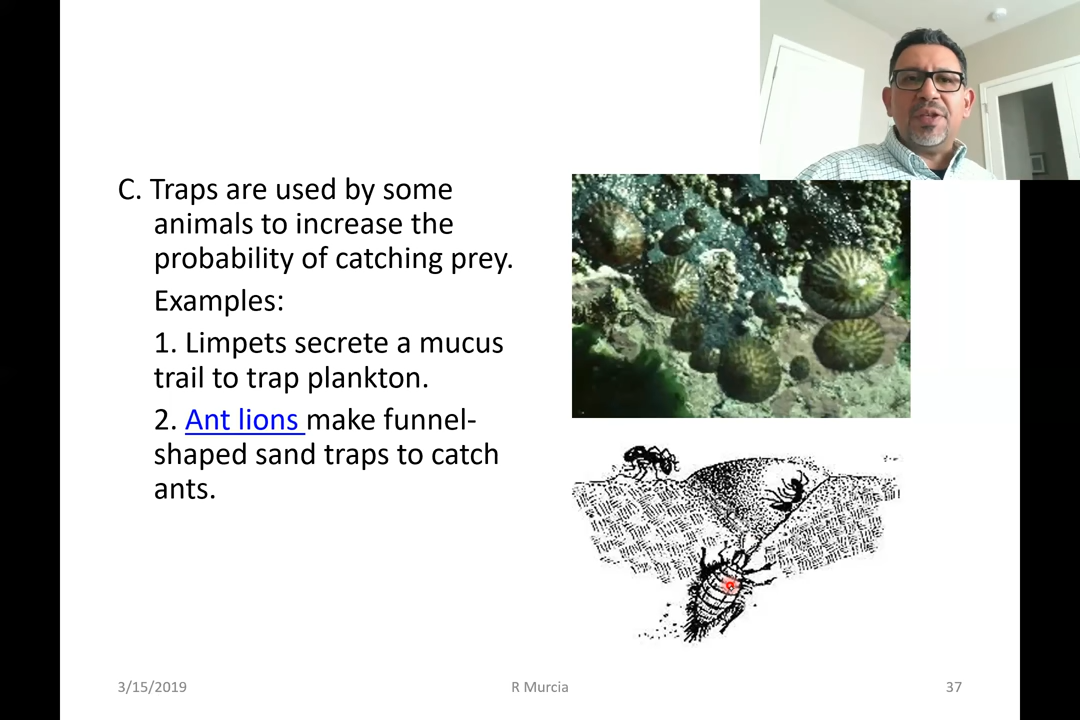 C. Traps are used by some
animals to increase the
probability of catching prey.
Examples:
1. Limpets secrete a mucus
trail to trap plankton.
2. Ant lions make funnel-
shaped sand traps to catch
ants.
3/15/2019
R Murcia
37